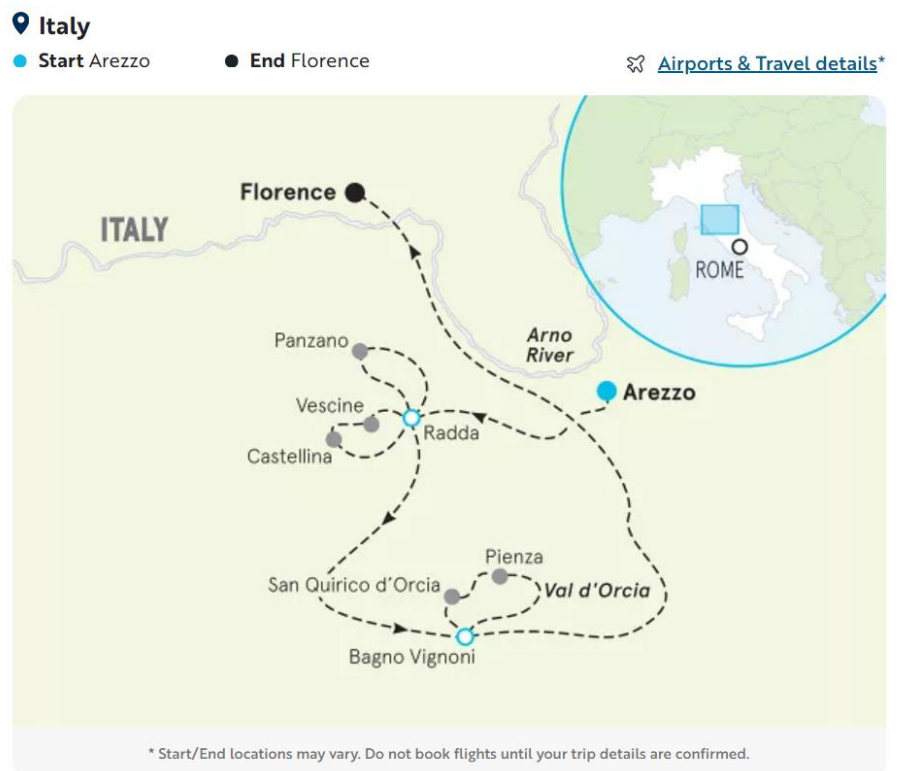 Italy
Start Arezzo
End Florence
Airports & Travel details*
Florence
ITALY
ROME
Arno
River
Panzano
Arezzo
Vescine
Radda
Castellina
Pienza
San Quirico d'Orcia
Val d'Orcia
Bagno Vignoni
* Start/End locations may vary. Do not book flights until your trip details are confirmed.